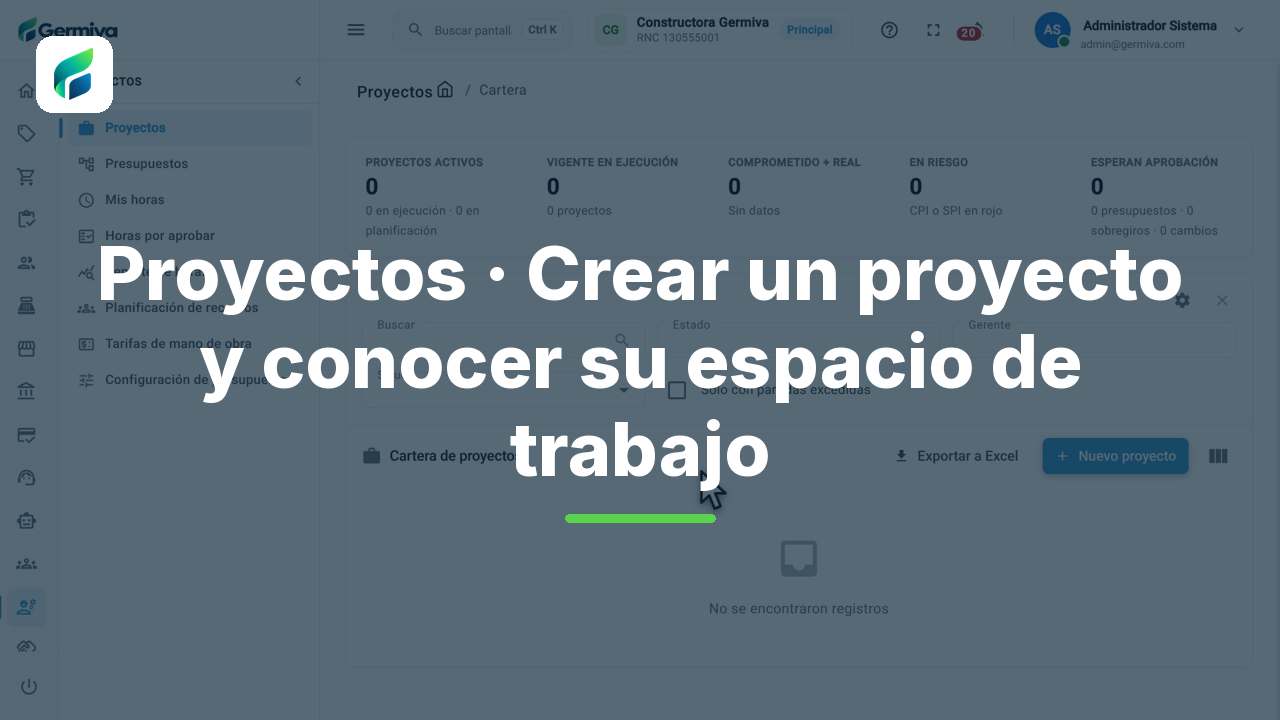 Germiva
Buscar pantall
Ctrl K
CG
Constructora Germiva
RNC 130555001
Principal
20
AS
Administrador Sistema
admin@germiva.com
CTOS
Proyectos
Presupuestos
Mis horas
Horas por aprobar
Planificación de recursos
Tarifas de mano de obra
Configuración de
Proyectos / Cartera
PROYECTOS ACTIVOS
0
0 en ejecución · 0 en
planificación
VIGENTE EN EJECUCIÓN
0
0 proyectos
COMPROMETIDO + REAL
0
Sin datos
EN RIESGO
0
CPI o SPI en rojo
ESPERAN APROBACIÓN
0
0 presupuestos · 0
sobregiros · 0 cambios
Proyectos · Crear un proyecto
y conocer su espacio de
trabajo
Buscar
Estado
Gerente
Solo con partidas excedidas
Cartera de proyectos
Exportar a Excel
+ Nuevo proyecto
No se encontraron registros